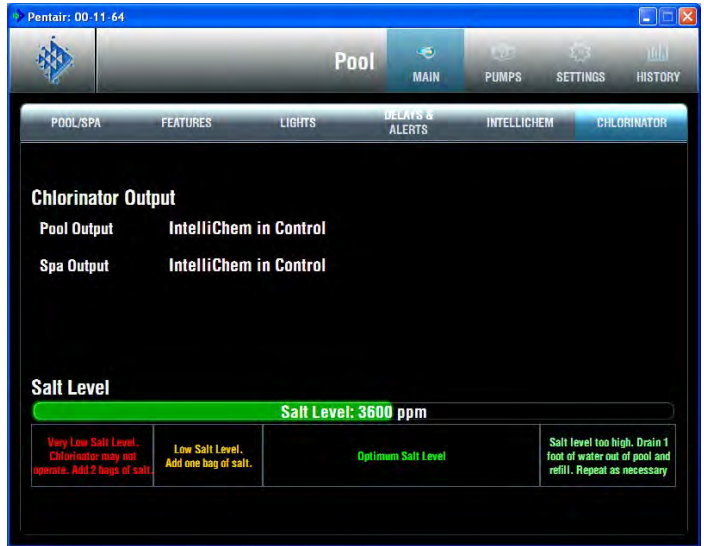 Pentair: 00-11-64
Pool
MAIN
PUMPS
SETTINGS
HISTORY
POOL/SPA
FEATURES
LIGHTS
DELAYS &
ALERTS
INTELLICHEM
CHLORINATOR
Chlorinator Output
Pool Output IntelliChem in Control
Spa Output IntelliChem in Control
Salt Level
Salt Level: 3600 ppm
Very Low Salt Level.
Chlorinator may not
operate. Add 2 bags of salt.
Low Salt Level.
Add one bag of salt.
Optimum Salt Level
Salt level too high. Drain 1
foot of water out of pool and
refill. Repeat as necessary